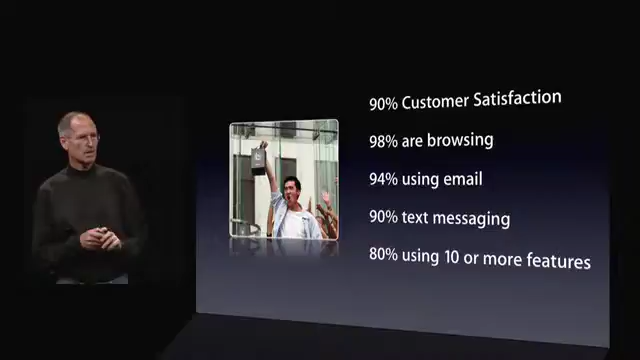 90% Customer Satisfaction
98% are browsing
94% using email
90% text messaging
80% using 10 or more features